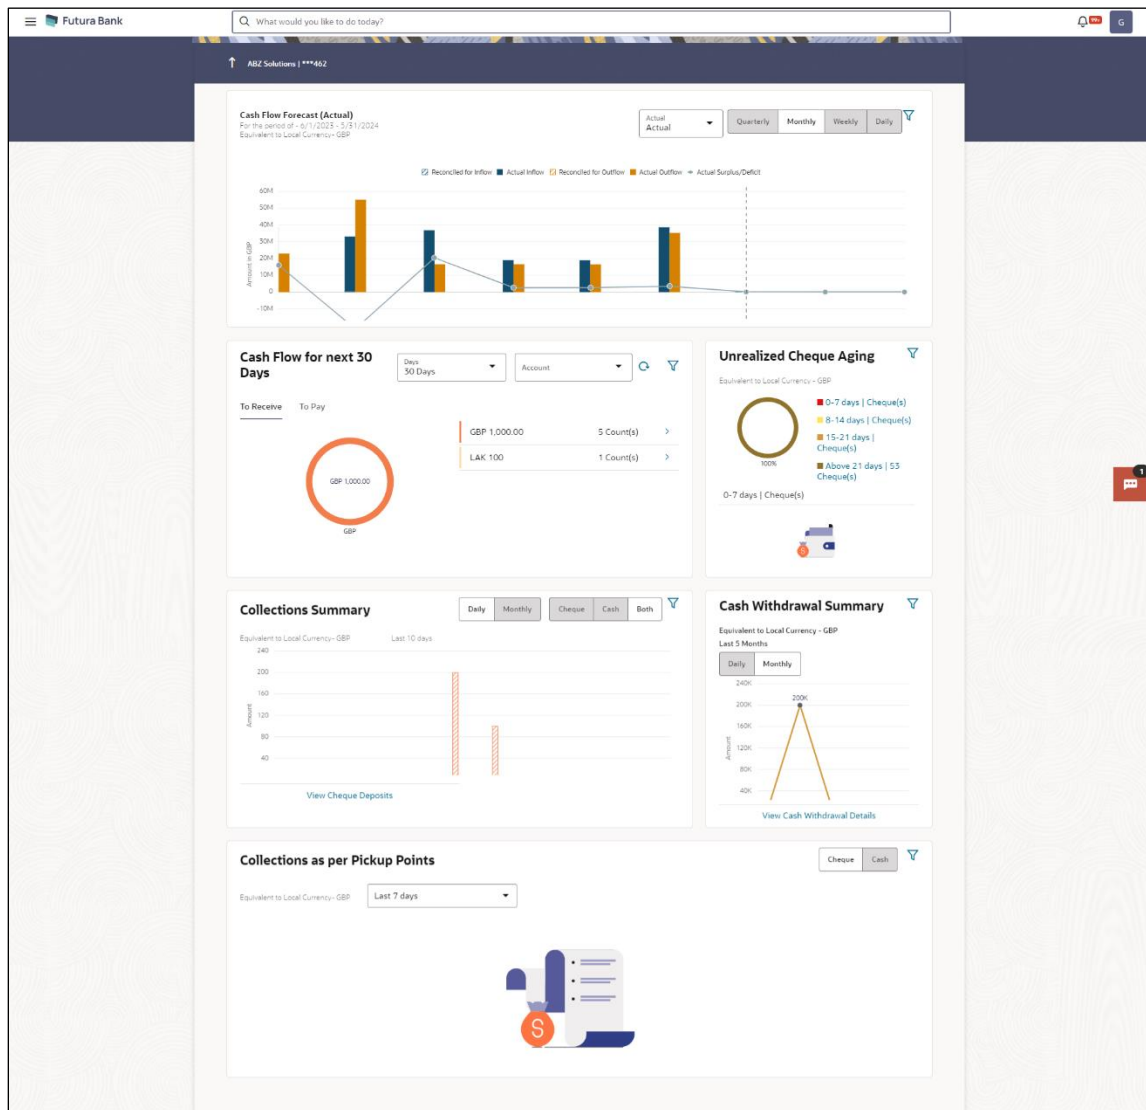 Futura Bank
What would you like to do today?
99+
G
ABZ Solutions | ***462
Cash Flow Forecast (Actual)
For the period of - 6/1/2023 - 5/31/2024
Equivalent to Local Currency- GBP
Actual
Actual
Quarterly Monthly Weekly Daily
Reconciled for Inflow Actual Inflow Reconciled for Outflow Actual Outflow Actual Surplus/Deficit
60M
50M
40M
30M
20M
10M
0
-10M
Amount in GBP
Cash Flow for next 30
Days
Days
30 Days
Account
To Receive To Pay
GBP 1,000.00
GBP
GBP 1,000.00 5 Count(s)
LAK 100 1 Count(s)
Unrealized Cheque Aging
Equivalent to Local Currency - GBP
100%
0-7 days | Cheque(s)
8-14 days | Cheque(s)
15-21 days |
Cheque(s)
Above 21 days | 53
Cheque(s)
0-7 days | Cheque(s)
S
1
Collections Summary
Daily Monthly Cheque Cash Both
Equivalent to Local Currency- GBP Last 10 days
240
200
160
120
80
40
Amount
View Cheque Deposits
Cash Withdrawal Summary
Equivalent to Local Currency - GBP
Last 5 Months
Daily Monthly
240K
200K
160K
120K
80K
40K
Amount
200K
View Cash Withdrawal Details
Collections as per Pickup Points
Cheque Cash
Equivalent to Local Currency- GBP
Last 7 days
S